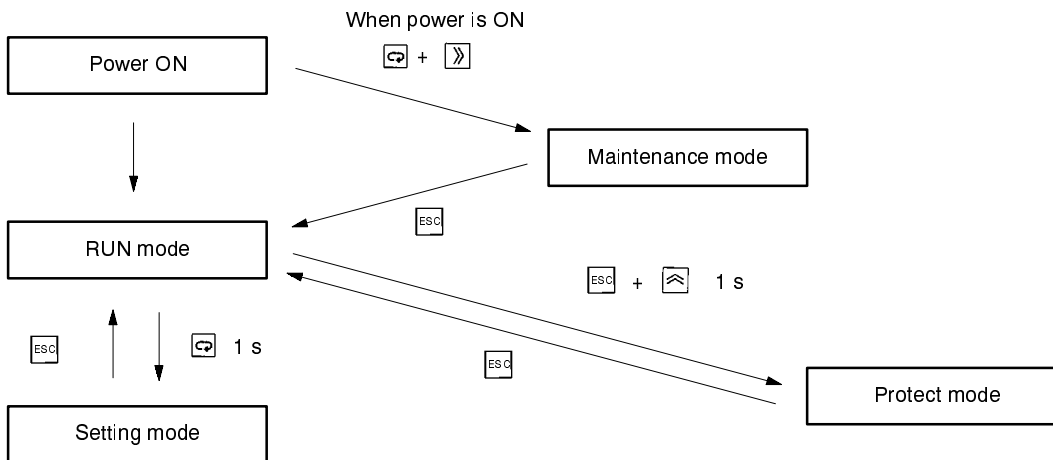 When power is ON
+
Power ON
Maintenance mode
ESC
RUN mode
ESC + 1 s
ESC
1 s
ESC
Protect mode
Setting mode